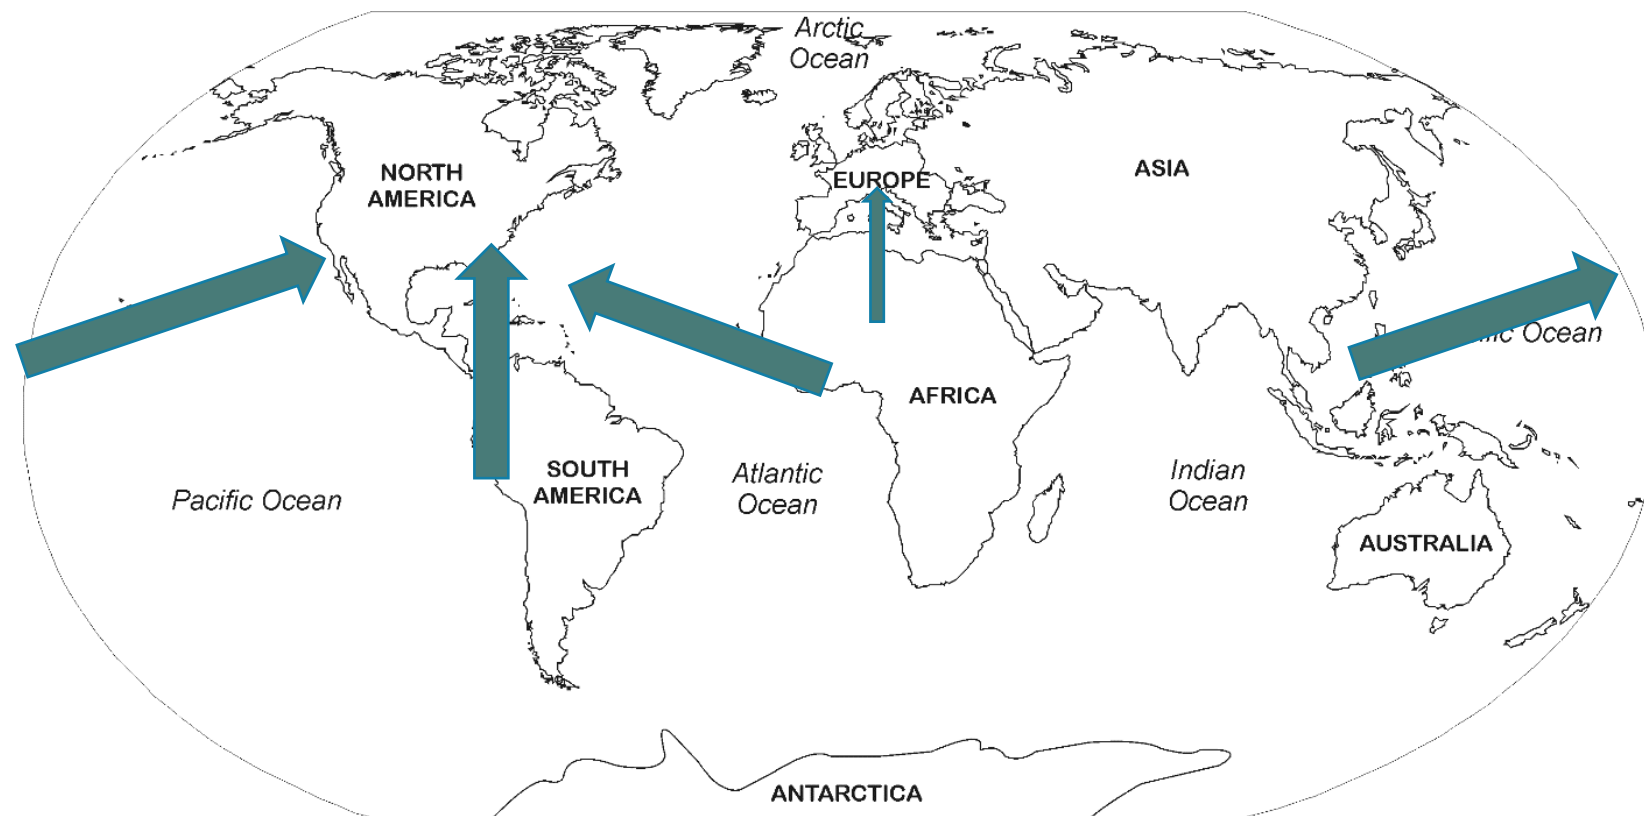 Arctic
Ocean
NORTH
AMERICA
EUROPE
ASIA
Ocean
AFRICA
SOUTH
AMERICA
Atlantic
Ocean
Indian
Ocean
Pacific Ocean
AUSTRALIA
ANTARCTICA